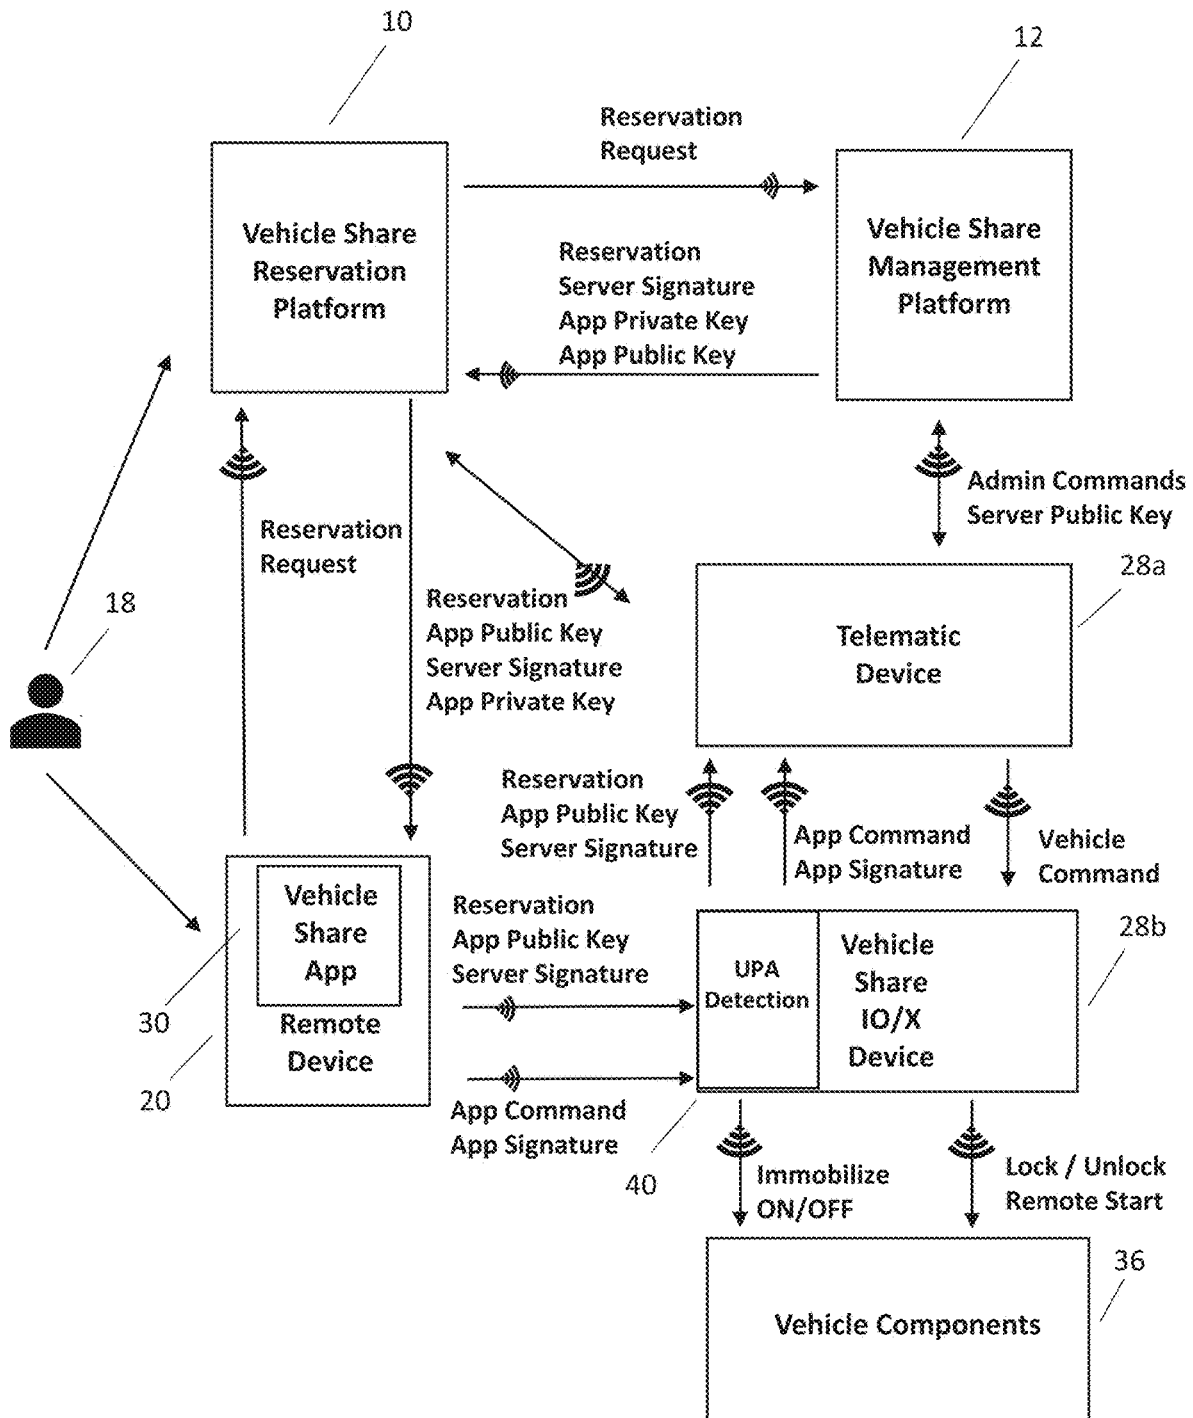 10
12
Reservation
Request
Vehicle Share
Reservation
Platform
Vehicle Share
Management
Platform
Reservation
Server Signature
App Private Key
App Public Key
Admin Commands
Server Public Key
Reservation
Request
28a
18
Reservation
App Public Key
Server Signature
App Private Key
Telematic
Device
Reservation
App Public Key
Server Signature
App Command
App Signature
Vehicle
Command
Vehicle
Share
App
Remote
Device
30
20
Reservation
App Public Key
Server Signature
App Command
App Signature
UPA
Detection
Vehicle
Share
IO/X
Device
28b
40
Immobilize
ON/OFF
Lock / Unlock
Remote Start
36
Vehicle Components